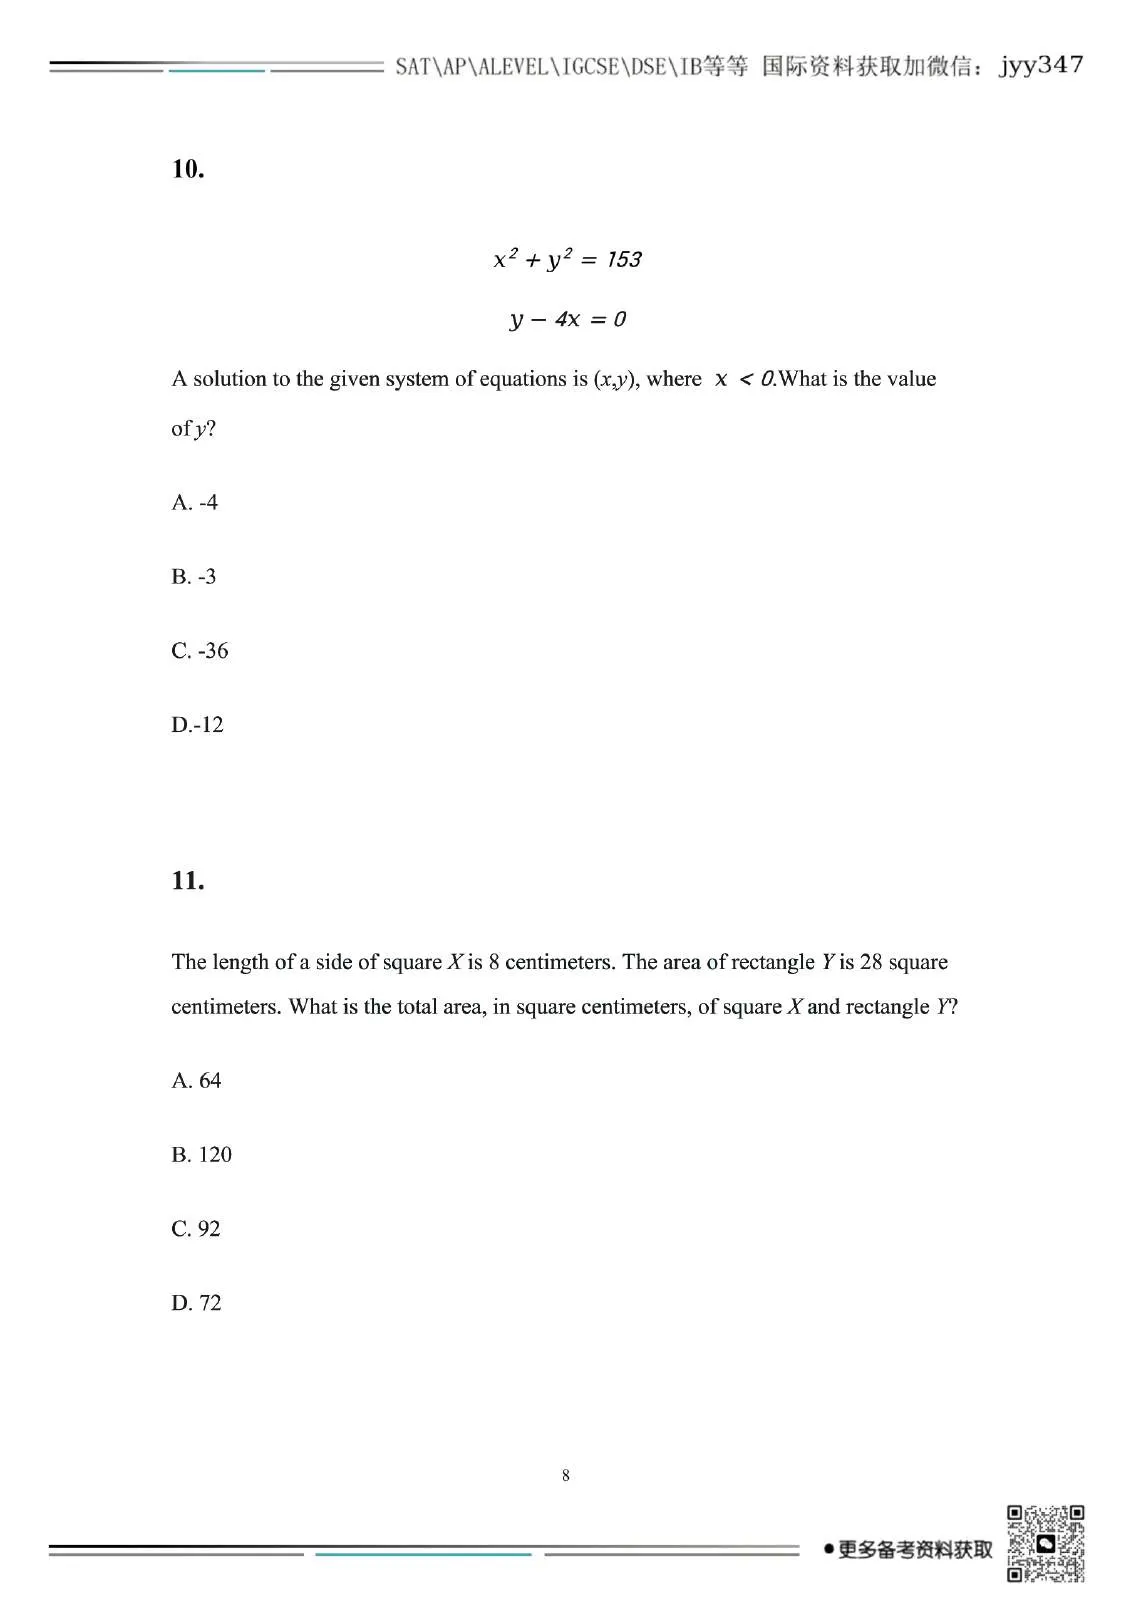 SAT\AP\ALEVEL\IGCSE\DSE\IB等等 国际资料获取加微信：jyy347
10.
x² + y² = 153
y − 4x = 0
A solution to the given system of equations is (x,y), where x < 0.What is the value
of y?
A. -4
B. -3
C. -36
D.-12
11.
The length of a side of square X is 8 centimeters. The area of rectangle Y is 28 square
centimeters. What is the total area, in square centimeters, of square X and rectangle Y?
A. 64
B. 120
C. 92
D. 72
8
●更多备考资料获取